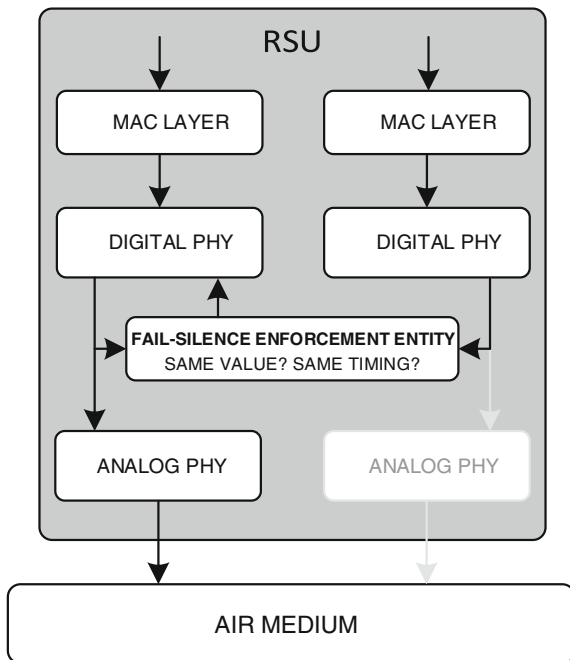 RSU
MAC LAYER
MAC LAYER
DIGITAL PHY
DIGITAL PHY
FAIL-SILENCE ENFORCEMENT ENTITY
SAME VALUE? SAME TIMING?
ANALOG PHY
ANALOG PHY
AIR MEDIUM